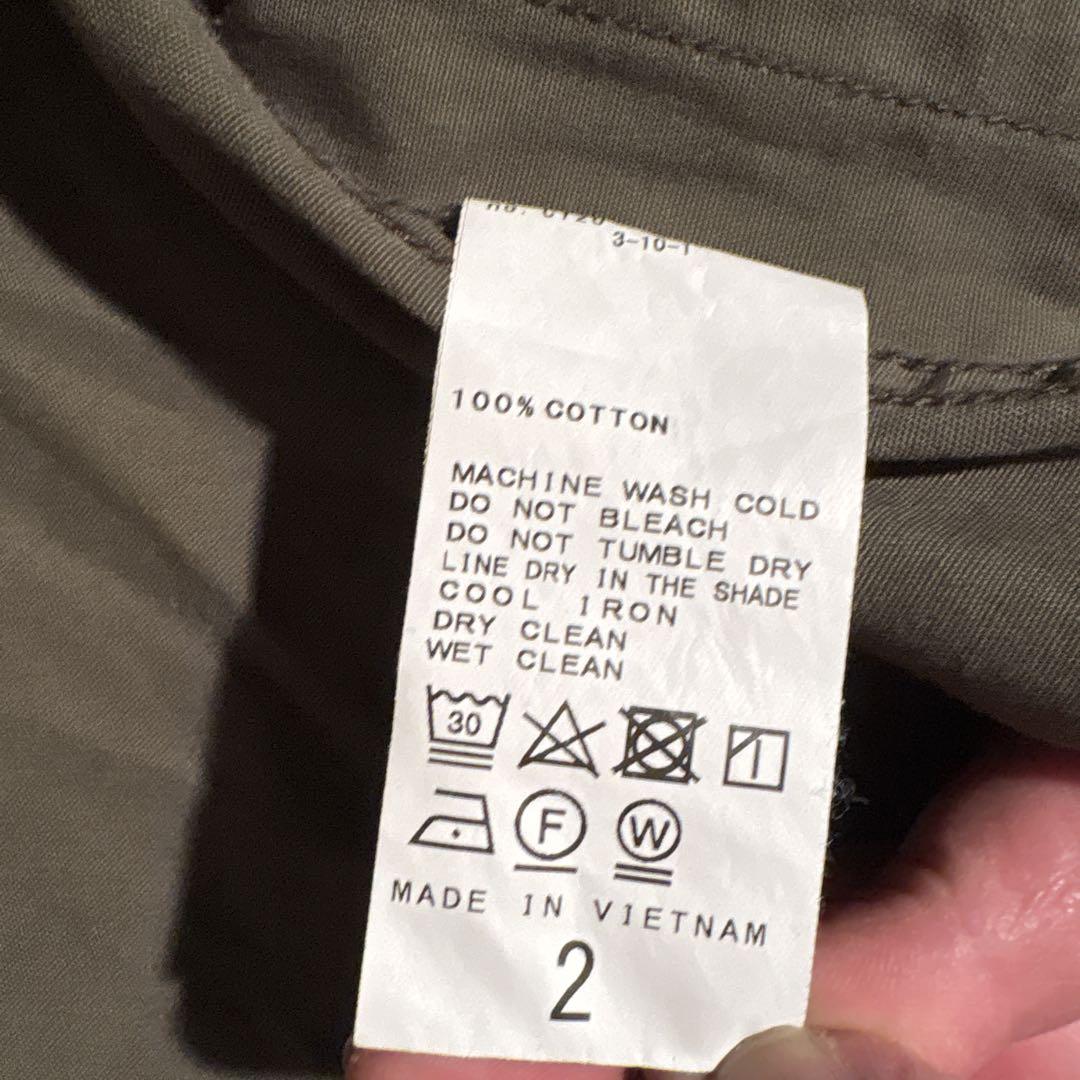 3-10-1
100% COTTON
MACHINE WASH COLD
DO NOT BLEACH
DO NOT TUMBLE DRY
LINE DRY IN THE SHADE
COOL IRON
DRY CLEAN
WET CLEAN
30
F W
MADE IN VIETNAM
2